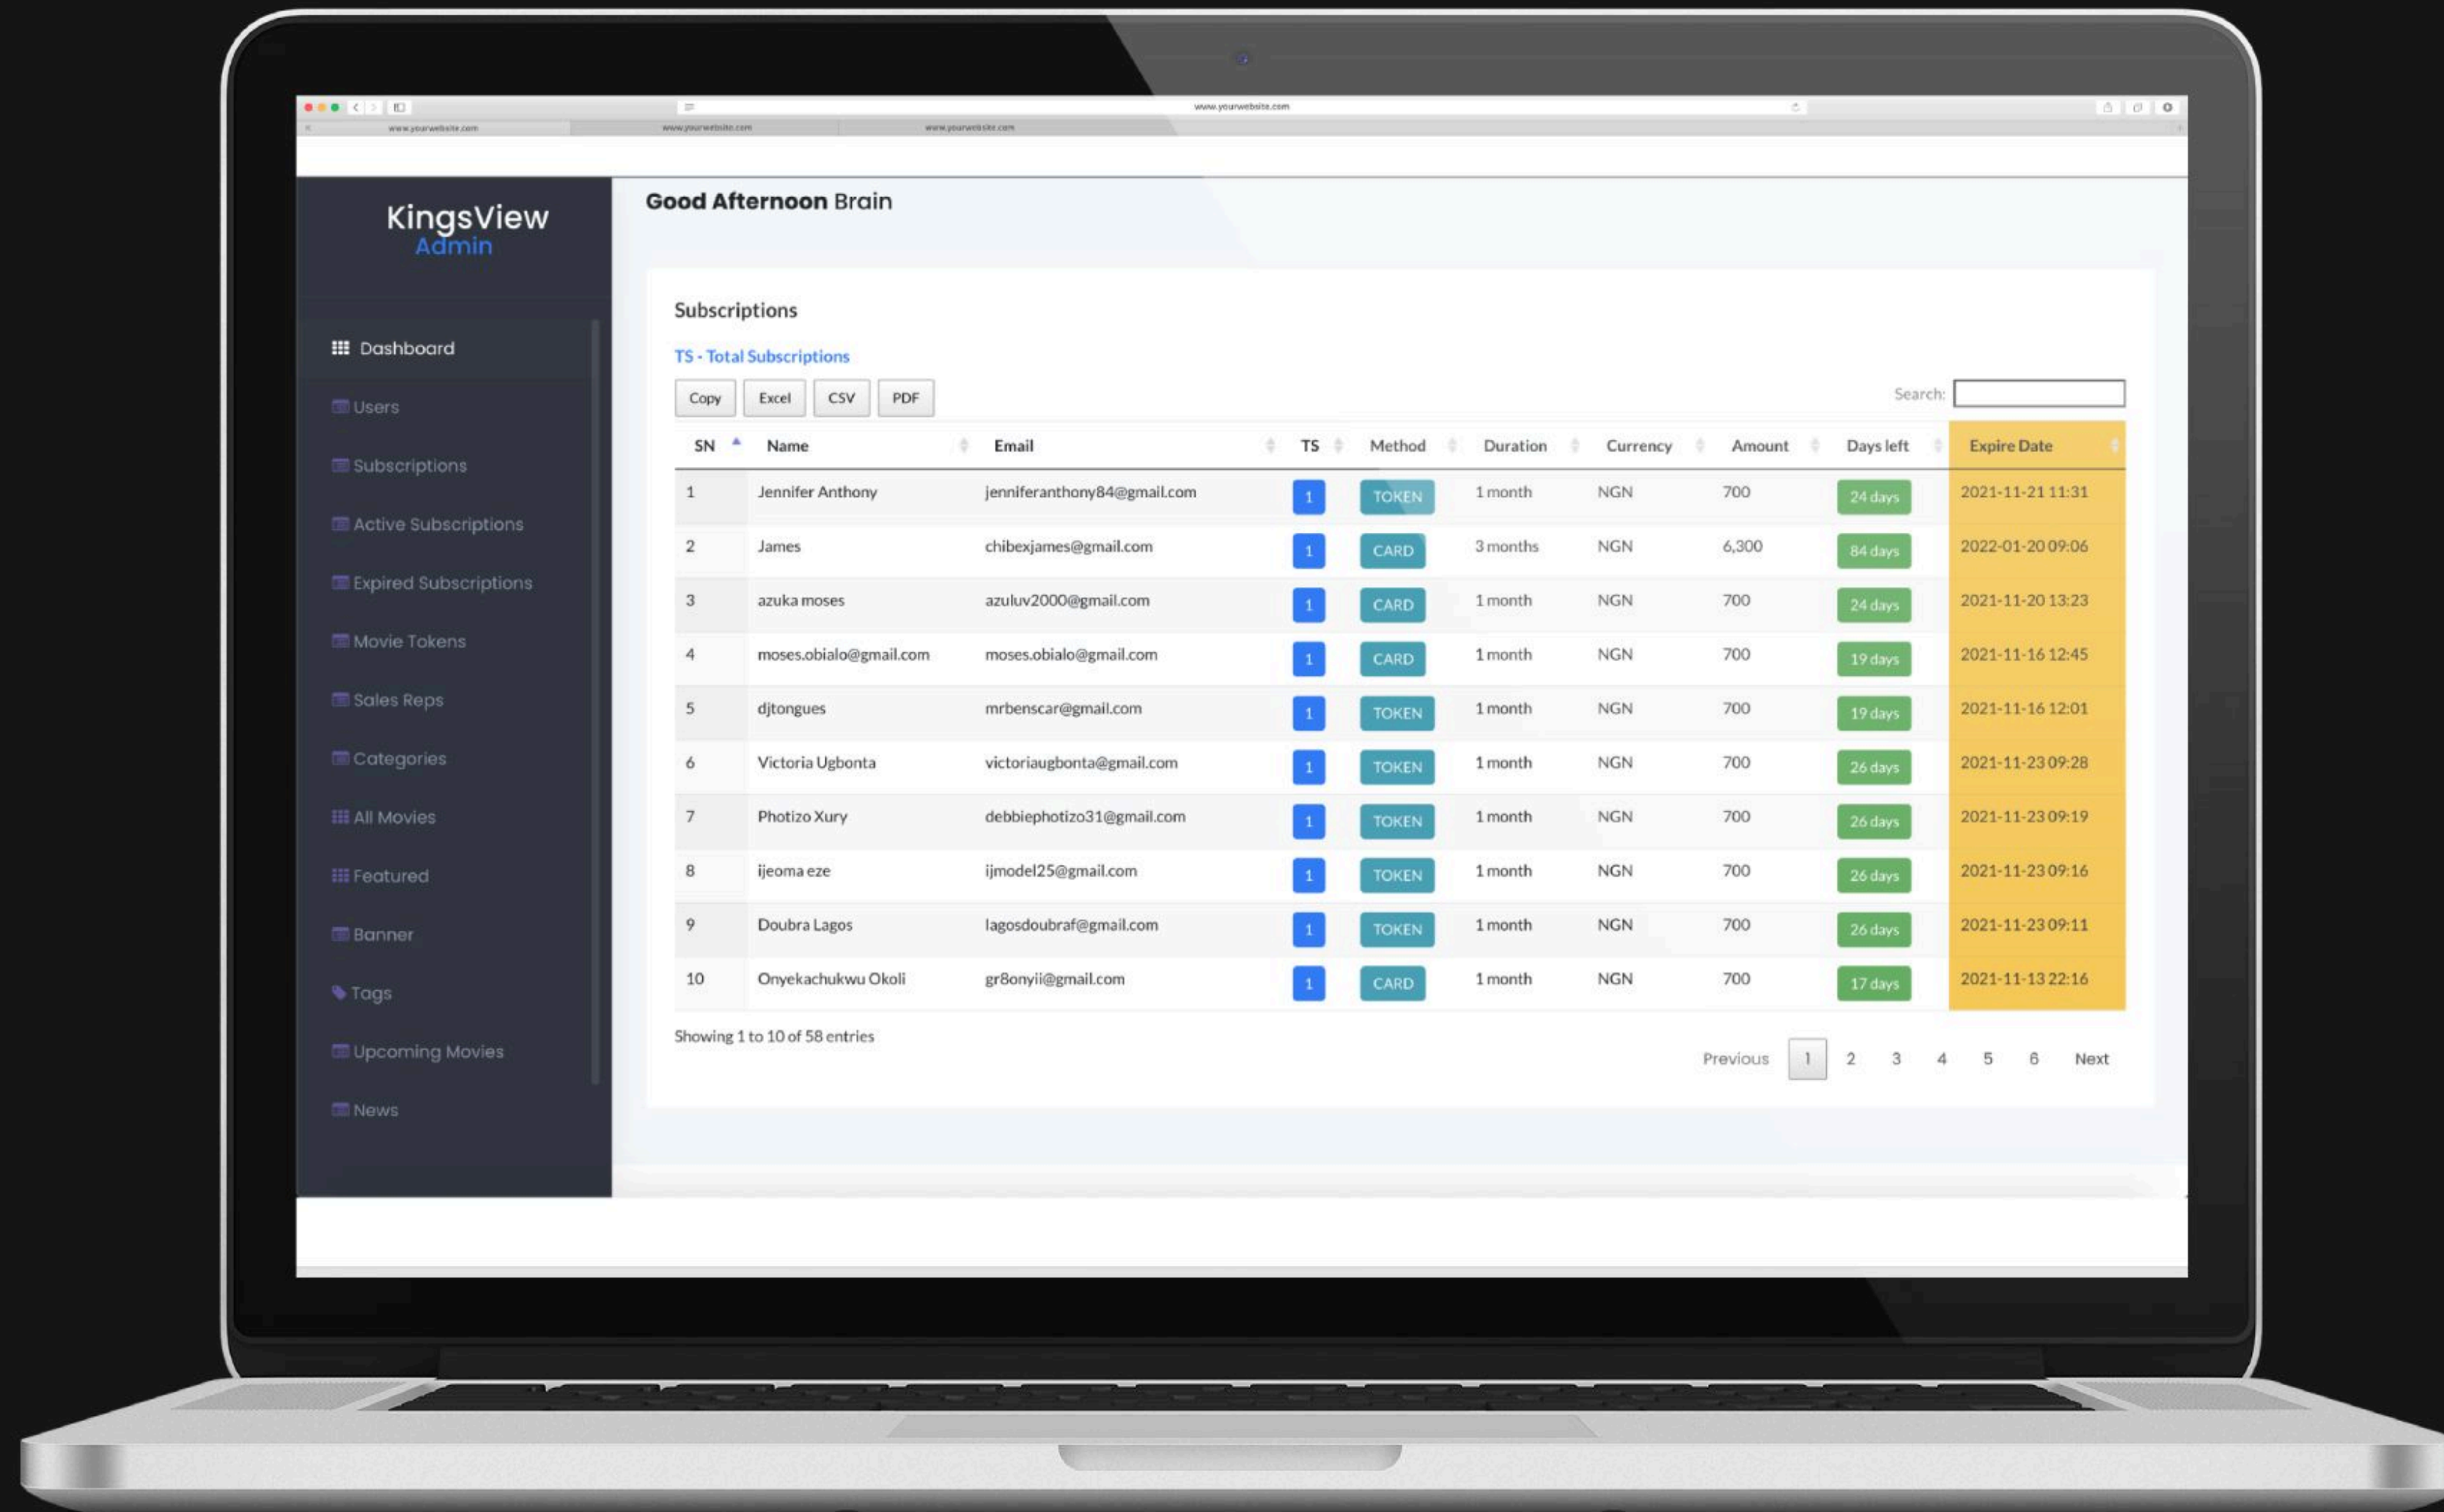 www.yourwebsite.com
www.yourwebsite.com www.yourwebsite.com www.yourwebsite.com
KingsView
Admin
Dashboard
Users
Subscriptions
Active Subscriptions
Expired Subscriptions
Movie Tokens
Sales Reps
Categories
All Movies
Featured
Banner
Tags
Upcoming Movies
News
Good Afternoon Brain
Subscriptions
TS - Total Subscriptions
Copy Excel CSV PDF Search:
SN Name Email TS Method Duration Currency Amount Days left Expire Date
1 Jennifer Anthony jenniferanthony84@gmail.com 1 TOKEN 1 month NGN 700 24 days 2021-11-21 11:31
2 James chibexjames@gmail.com 1 CARD 3 months NGN 6,300 84 days 2022-01-20 09:06
3 azuka moses azuluv2000@gmail.com 1 CARD 1 month NGN 700 24 days 2021-11-20 13:23
4 moses.obialo@gmail.com moses.obialo@gmail.com 1 CARD 1 month NGN 700 19 days 2021-11-16 12:45
5 djtongues mrbenscar@gmail.com 1 TOKEN 1 month NGN 700 19 days 2021-11-16 12:01
6 Victoria Ugbonta victoriaugbonta@gmail.com 1 TOKEN 1 month NGN 700 26 days 2021-11-23 09:28
7 Photizo Xury debbiephotizo31@gmail.com 1 TOKEN 1 month NGN 700 26 days 2021-11-23 09:19
8 ijeoma eze ijmodel25@gmail.com 1 TOKEN 1 month NGN 700 26 days 2021-11-23 09:16
9 Doubra Lagos lagosdoubraf@gmail.com 1 TOKEN 1 month NGN 700 26 days 2021-11-23 09:11
10 Onyekachukwu Okoli gr8onyii@gmail.com 1 CARD 1 month NGN 700 17 days 2021-11-13 22:16
Showing 1 to 10 of 58 entries
Previous 1 2 3 4 5 6 Next